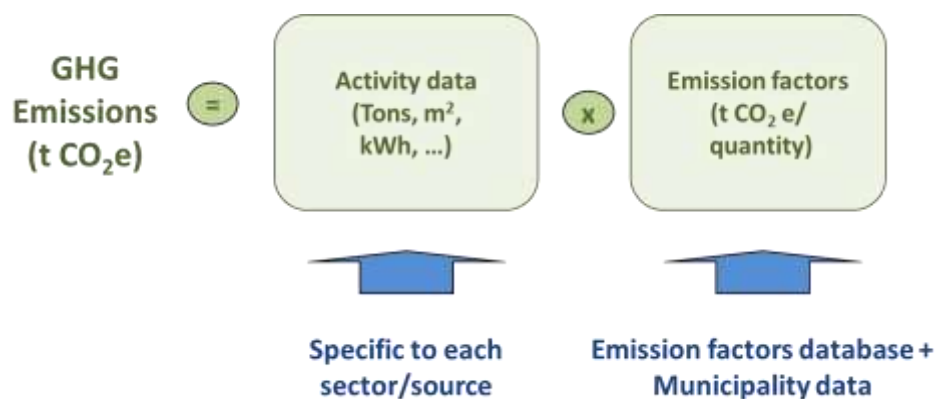 GHG
Emissions
(t CO₂e)
=
Activity data
(Tons, m²,
kWh, ...)
x
Emission factors
(t CO₂ e/
quantity)
Specific to each
sector/source
Emission factors database +
Municipality data